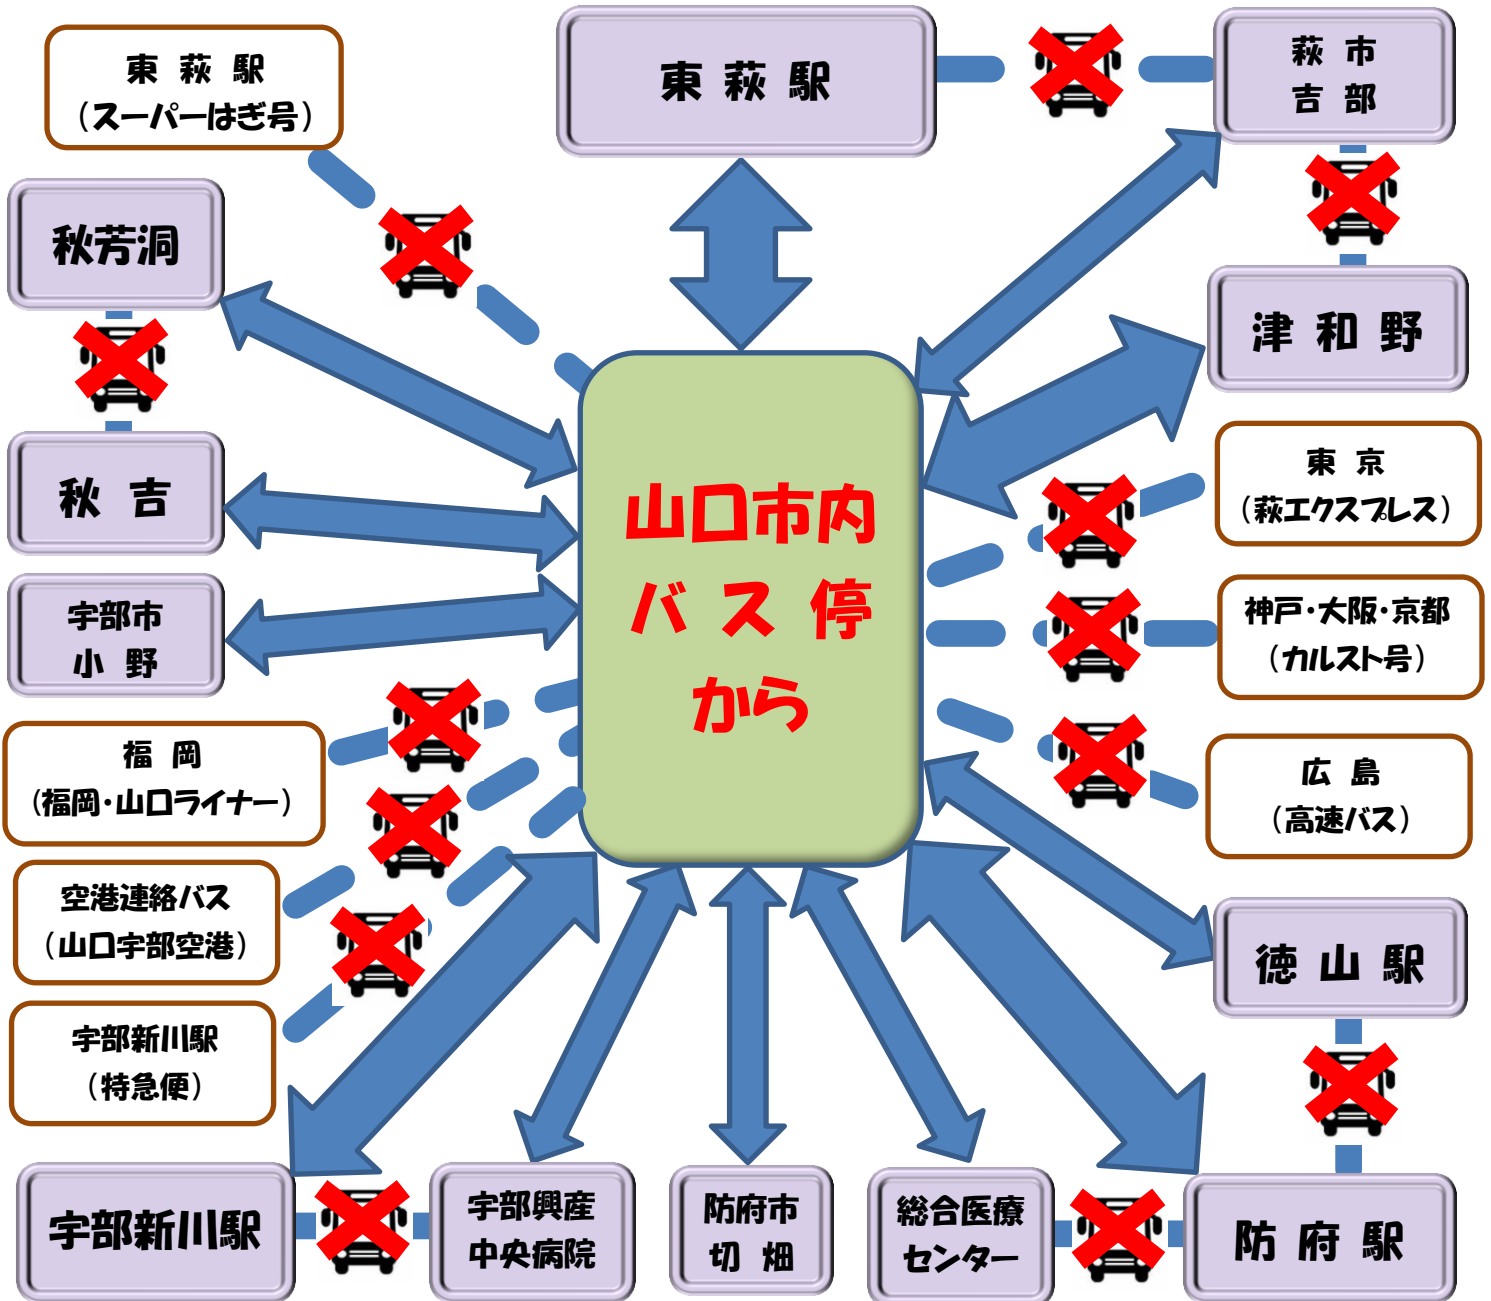 東 萩 駅
(スーパーはぎ号)
東 萩 駅
萩 市
吉 部
秋芳洞
津 和 野
秋 吉
東 京
(萩エクスプレス)
山口市内
バ ス 停
から
宇部市
小 野
神戸・大阪・京都
(カルスト号)
福 岡
(福岡・山口ライナー)
広 島
(高速バス)
空港連絡バス
(山口宇部空港)
徳 山 駅
宇部新川駅
(特急便)
宇部新川駅
宇部興産
中央病院
防府市
切 畑
総合医療
センター
防 府 駅